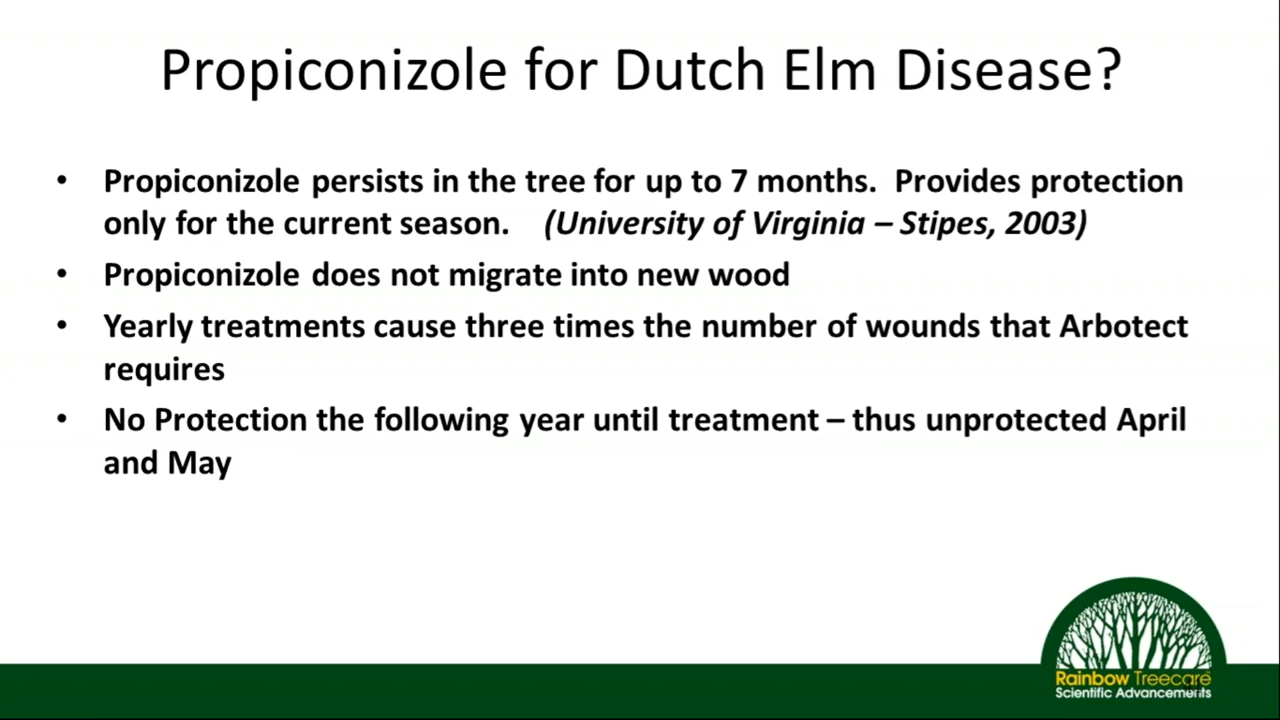 Propiconizole for Dutch Elm Disease?
• Propiconizole persists in the tree for up to 7 months. Provides protection
only for the current season. (University of Virginia – Stipes, 2003)
• Propiconizole does not migrate into new wood
• Yearly treatments cause three times the number of wounds that Arbotect
requires
• No Protection the following year until treatment – thus unprotected April
and May
Rainbow Treecare
Scientific Advancements